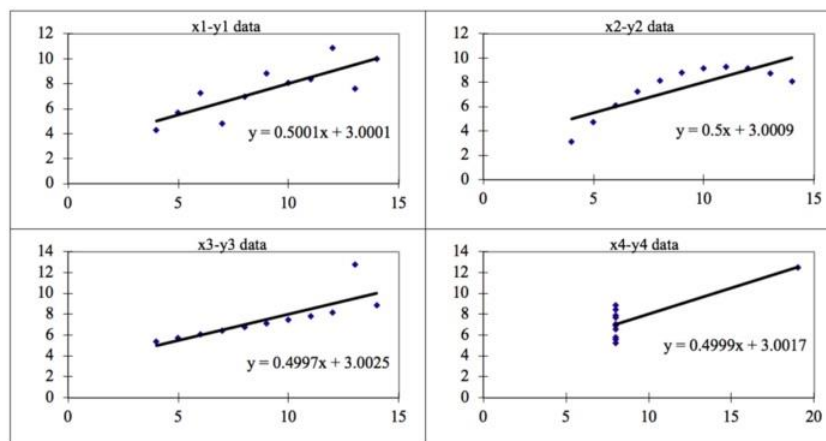 x1-y1 data
12
10
8
6
4
2
0
y = 0.5001x + 3.0001
0 5 10 15
x2-y2 data
12
10
8
6
4
2
0
y = 0.5x + 3.0009
0 5 10 15
x3-y3 data
14
12
10
8
6
4
2
0
y = 0.4997x + 3.0025
0 5 10 15
x4-y4 data
14
12
10
8
6
4
2
0
y = 0.4999x + 3.0017
0 5 10 15 20